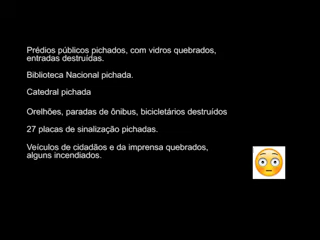 Prédios públicos pichados, com vidros quebrados,
entradas destruídas.
Biblioteca Nacional pichada.
Catedral pichada
Orelhões, paradas de ônibus, bicicletários destruídos
27 placas de sinalização pichadas.
Veículos de cidadãos e da imprensa quebrados,
alguns incendiados.